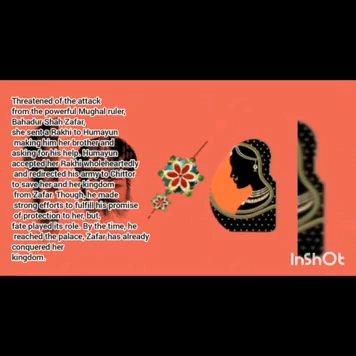 Threatened of the attack
from the powerful Mughal ruler,
Bahadur Shah Zafar,
she sent a Rakhi to Humayun
making him her brother and
asking for his help. Humayun
accepted her Rakhi wholeheartedly
and redirected his army to Chittor
to save her and her kingdom
from Zafar. Though, he made
strong efforts to fulfill his promise
of protection to her, but,
fate played its role. By the time, he
reached the palace, Zafar has already
conquered her
kingdom.
InShOt